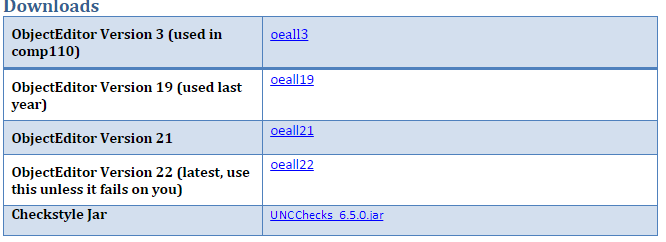 Downloads
ObjectEditor Version 3 (used in oeall3
comp110)
ObjectEditor Version 19 (used last oeall19
year)
ObjectEditor Version 21 oeall21
ObjectEditor Version 22 (latest, use oeall22
this unless it fails on you)
Checkstyle Jar UNCChecks_6.5.0.jar